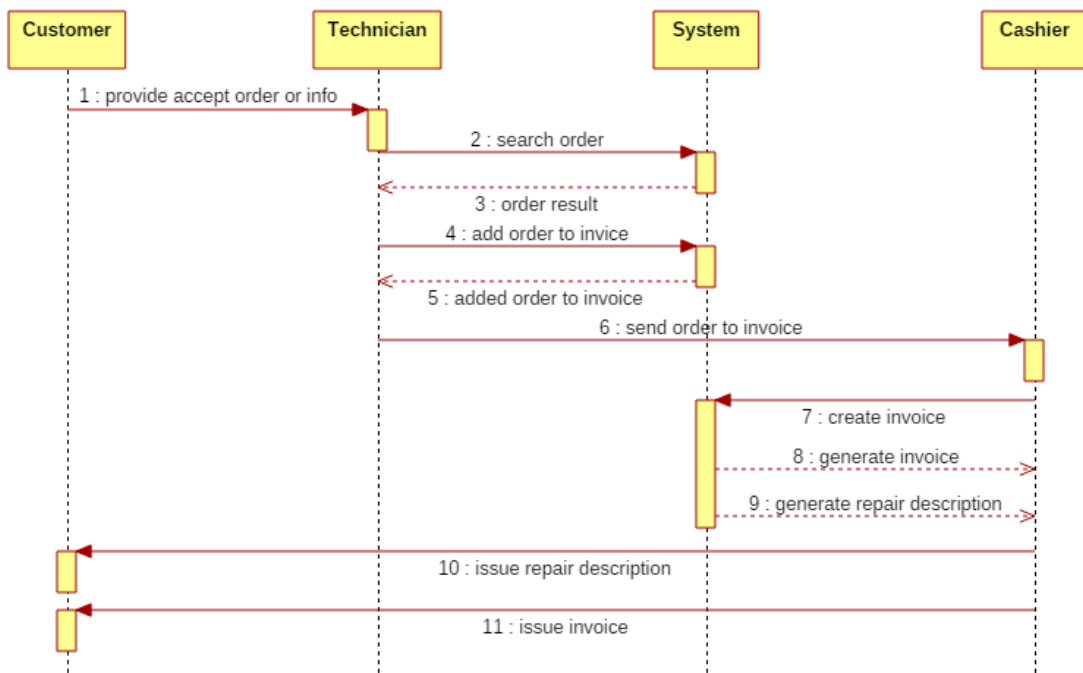 Customer
Technician
System
Cashier
1 : provide accept order or info
2 : search order
3 : order result
4 : add order to invice
5 : added order to invoice
6 : send order to invoice
7 : create invoice
8 : generate invoice
9 : generate repair description
10 : issue repair description
11 : issue invoice